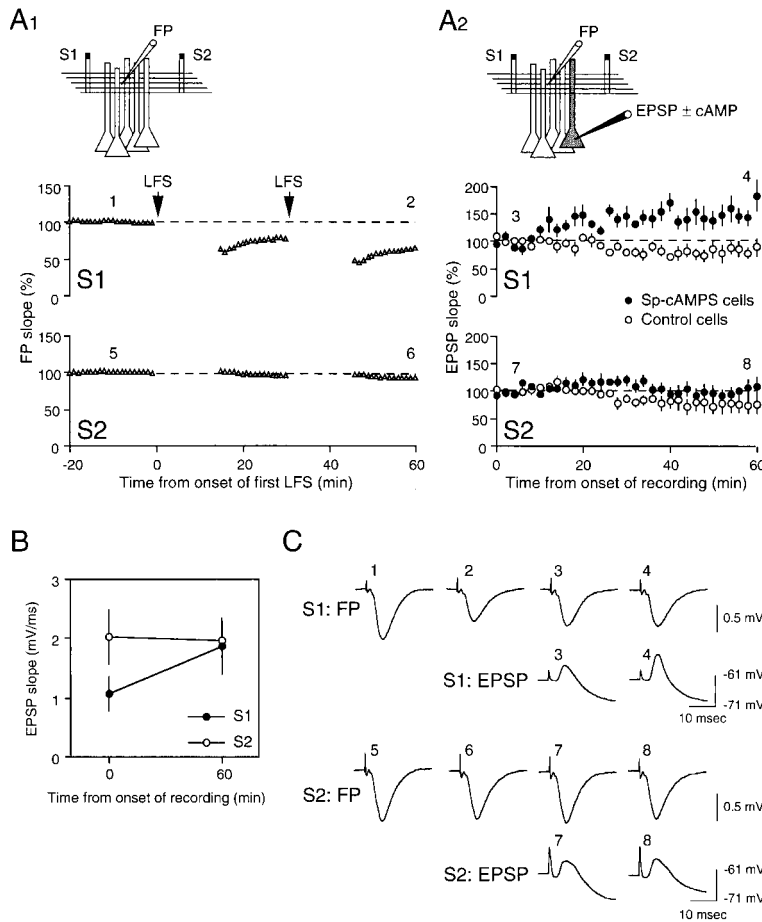 A1
A2
S1
FP
S2
S1
FP
S2
EPSP ± cAMP
LFS
LFS
1
2
150
100
50
0
S1
FP slope (%)
5
6
150
100
50
0
S2
-20
0
20
40
60
Time from onset of first LFS (min)
3
4
200
150
100
50
0
S1
EPSP slope (%)
Sp-cAMPS cells
Control cells
7
8
200
150
100
50
0
S2
0
20
40
60
Time from onset of recording (min)
B
3
2
1
0
EPSP slope (mV/ms)
S1
S2
0
60
Time from onset of recording (min)
C
1 2 3 4
S1: FP
0.5 mV
3 4
S1: EPSP
-61 mV
-71 mV
10 msec
5 6 7 8
S2: FP
0.5 mV
7 8
S2: EPSP
-61 mV
-71 mV
10 msec